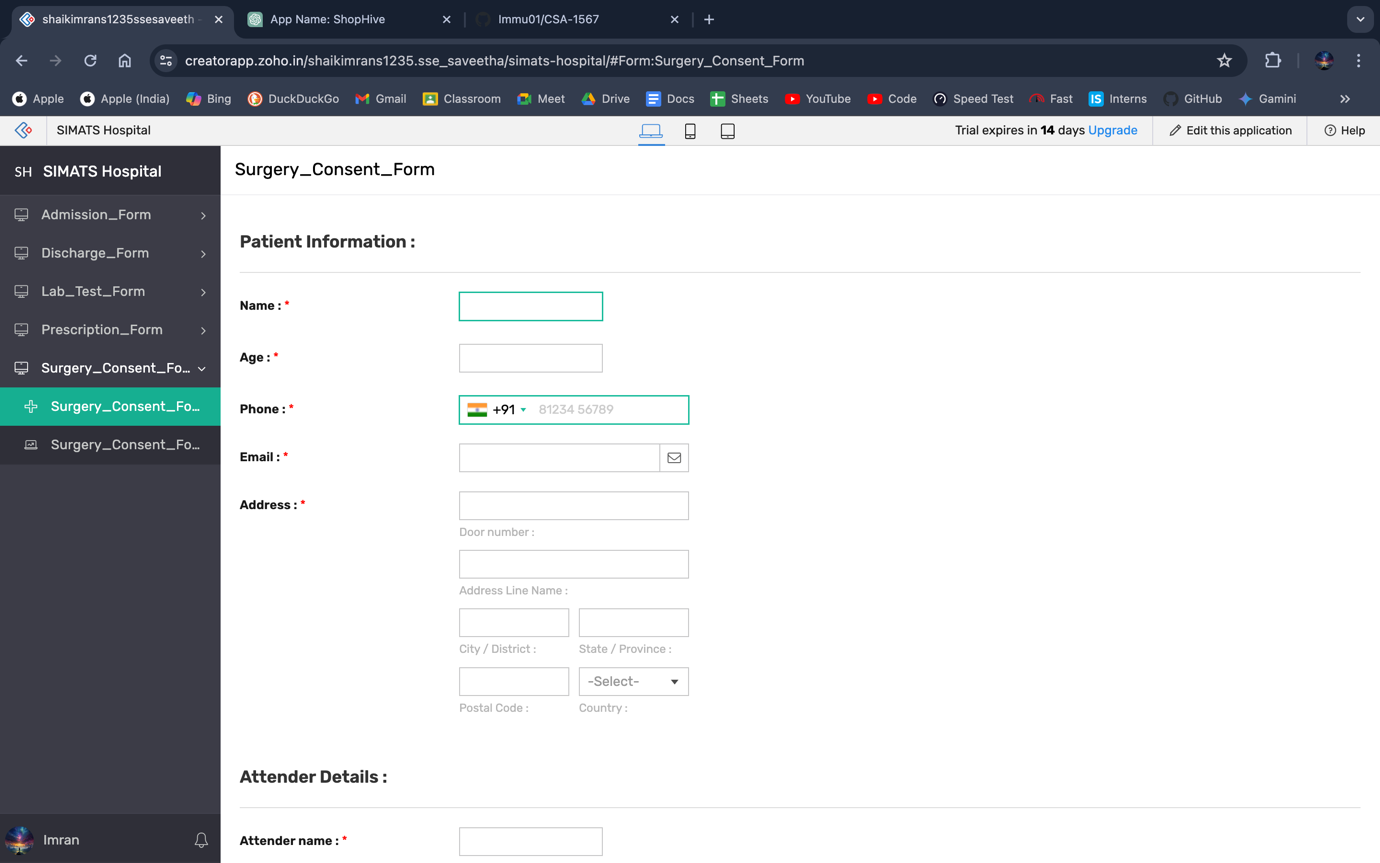 shaikimrans1235ssesaveeth
App Name: ShopHive
Immu01/CSA-1567
creatorapp.zoho.in/shaikimrans1235.sse_saveetha/simats-hospital/#Form:Surgery_Consent_Form
Apple Apple (India) Bing DuckDuckGo Gmail Classroom Meet Drive Docs Sheets YouTube Code Speed Test Fast IS Interns GitHub Gamini
SIMATS Hospital
Trial expires in 14 days Upgrade
Edit this application
Help
SH SIMATS Hospital
Admission_Form
Discharge_Form
Lab_Test_Form
Prescription_Form
Surgery_Consent_Fo...
Surgery_Consent_Fo...
Surgery_Consent_Fo...
Imran
Surgery_Consent_Form
Patient Information :
Name : *
Age : *
Phone : * +91 81234 56789
Email : *
Address : *
Door number :
Address Line Name :
City / District : State / Province :
-Select-
Postal Code : Country :
Attender Details :
Attender name : *